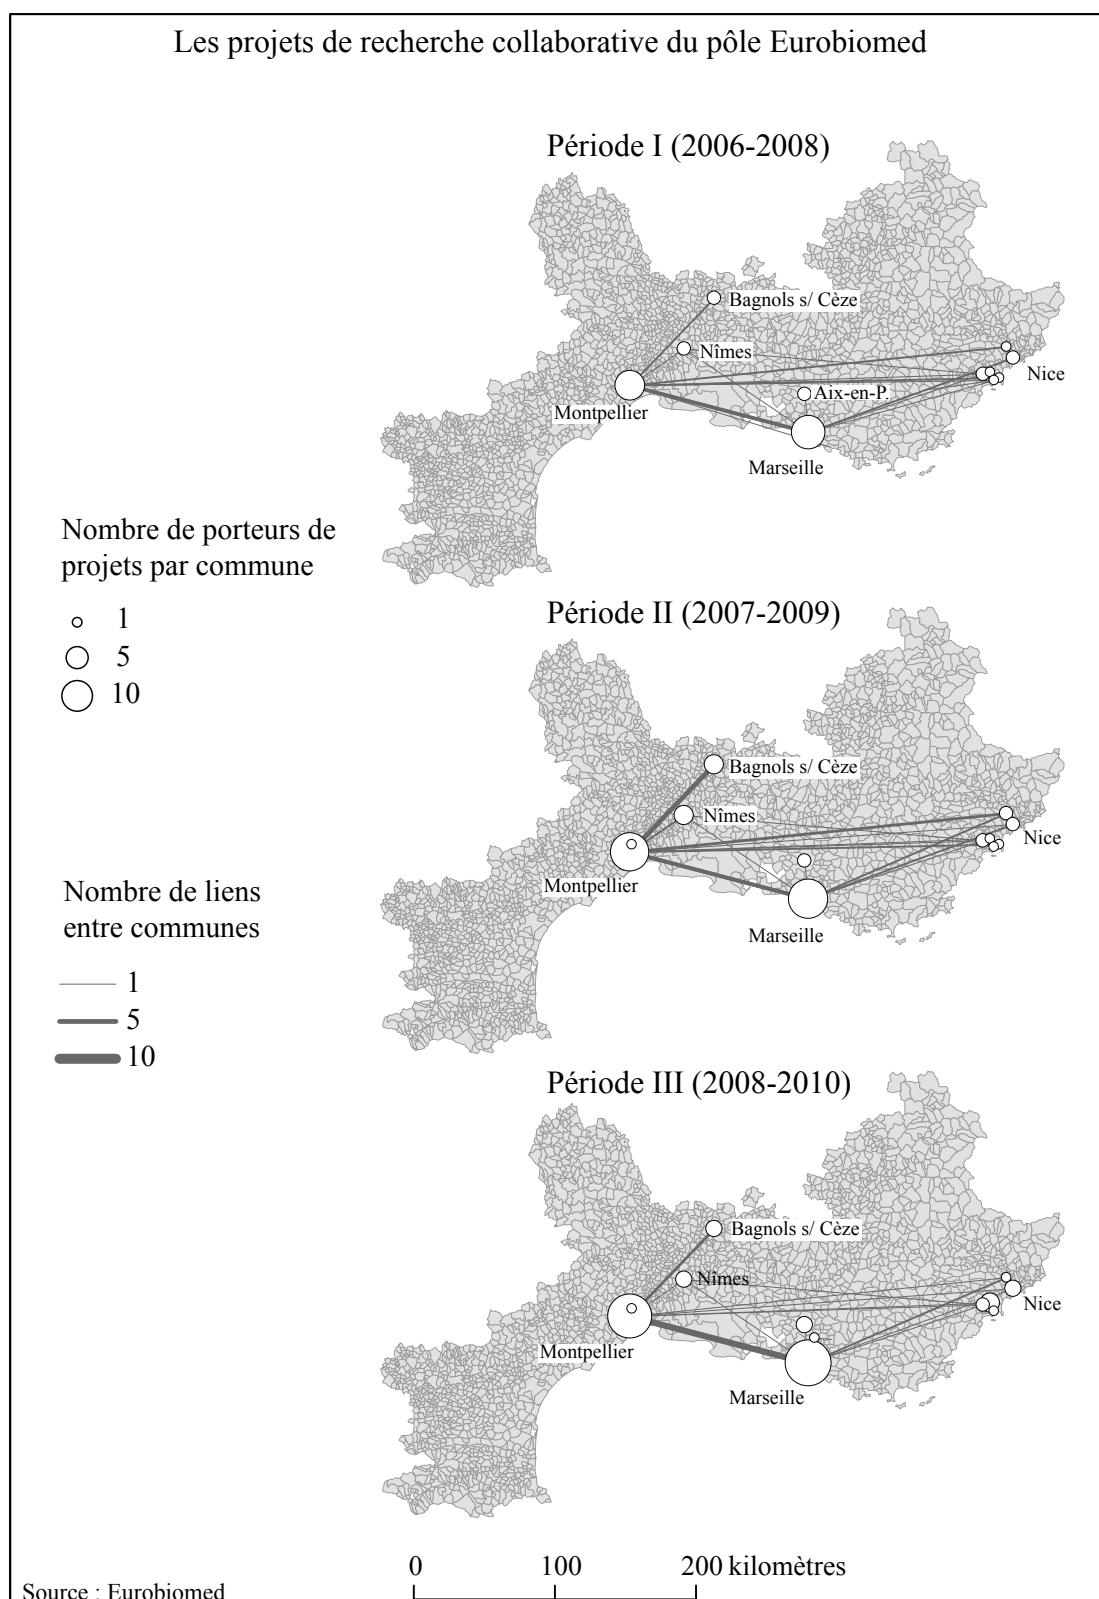 Les projets de recherche collaborative du pôle Eurobiomed
Période I (2006-2008)
Bagnols s/ Cèze
Nîmes
Nice
Aix-en-P.
Montpellier
Marseille
Nombre de porteurs de
projets par commune
1
5
10
Période II (2007-2009)
Bagnols s/ Cèze
Nîmes
Nice
Montpellier
Marseille
Nombre de liens
entre communes
1
5
10
Période III (2008-2010)
Bagnols s/ Cèze
Nîmes
Nice
Montpellier
Marseille
0 100 200 kilomètres
Source : Eurobiomed